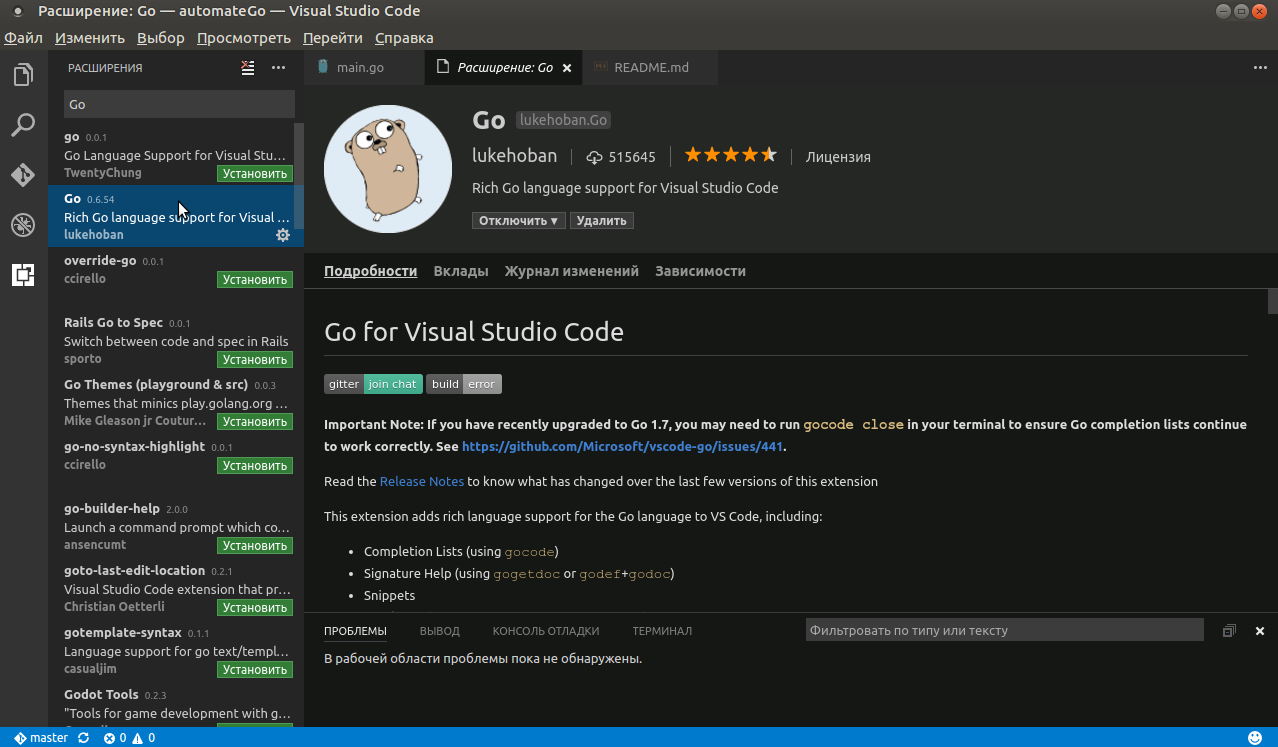 Расширение: Go — automateGo — Visual Studio Code
Файл Изменить Выбор Просмотреть Перейти Справка
РАСШИРЕНИЯ
main.go
Расширение: Go
README.md
Go
go 0.0.1
Go Language Support for Visual Stu…
TwentyChung
Установить
Go 0.6.54
Rich Go language support for Visual …
lukehoban
override-go 0.0.1
ccirello
Установить
Rails Go to Spec 0.0.1
Switch between code and spec in Rails
sporto
Установить
Go Themes (playground & src) 0.0.3
Themes that minics play.golang.org …
Mike Gleason jr Coutur…
Установить
go-no-syntax-highlight 0.0.1
ccirello
Установить
go-builder-help 2.0.0
Launch a command prompt which co…
ansencumt
Установить
goto-last-edit-location 0.2.1
Visual Studio Code extension that pr…
Christian Oetterli
Установить
gotemplate-syntax 0.1.1
Language support for go text/templ…
casualjim
Установить
Godot Tools 0.2.3
"Tools for game development with g…
Go lukehoban.Go
lukehoban
515645
Лицензия
Rich Go language support for Visual Studio Code
Отключить ▾ Удалить
Подробности Вклады Журнал изменений Зависимости
Go for Visual Studio Code
gitter join chat build error
Important Note: If you have recently upgraded to Go 1.7, you may need to run gocode close in your terminal to ensure Go completion lists continue
to work correctly. See https://github.com/Microsoft/vscode-go/issues/441.
Read the Release Notes to know what has changed over the last few versions of this extension
This extension adds rich language support for the Go language to VS Code, including:
• Completion Lists (using gocode)
• Signature Help (using gogetdoc or godef+godoc)
• Snippets
ПРОБЛЕМЫ ВЫВОД КОНСОЛЬ ОТЛАДКИ ТЕРМИНАЛ
Фильтровать по типу или тексту
В рабочей области проблемы пока не обнаружены.
master 0 0